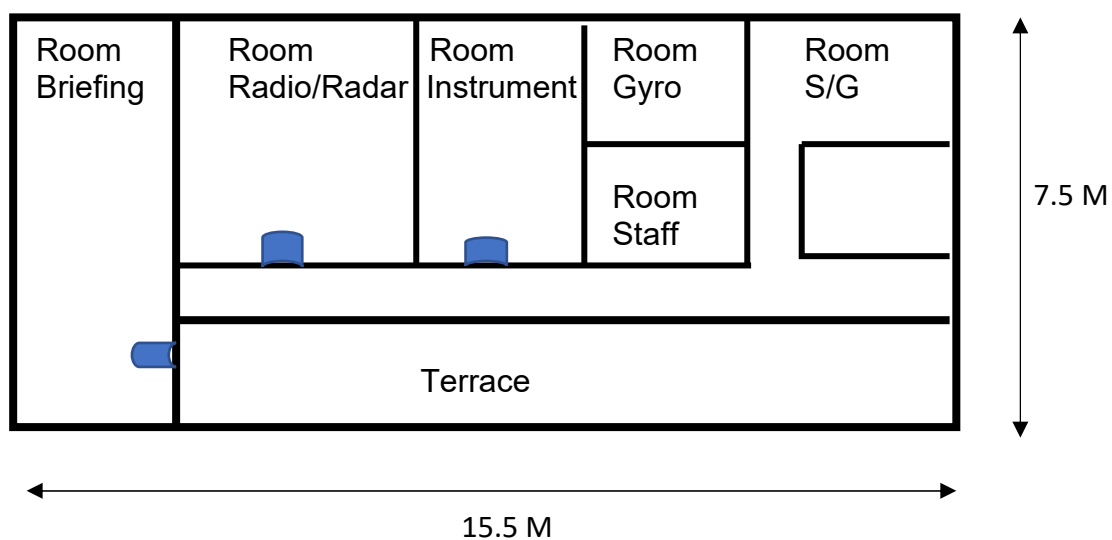 Room
Briefing
Room
Radio/Radar
Room
Instrument
Room
Gyro
Room
S/G
Room
Staff
7.5 M
Terrace
15.5 M